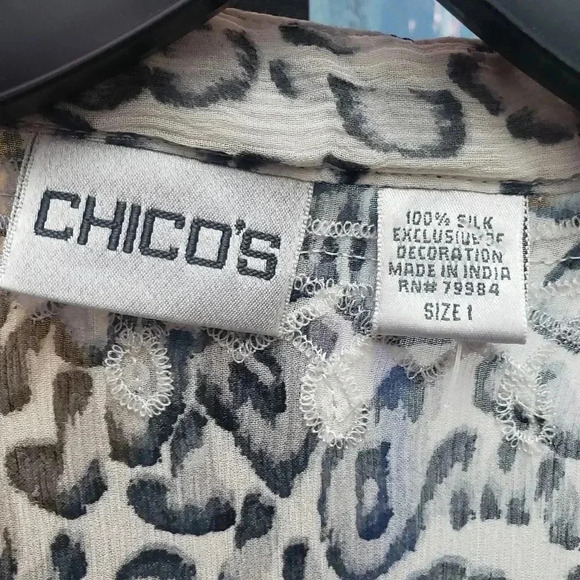 CHICO'S
100% SILK
EXCLUSIVE OF
DECORATION
MADE IN INDIA
RN# 79984
SIZE 1